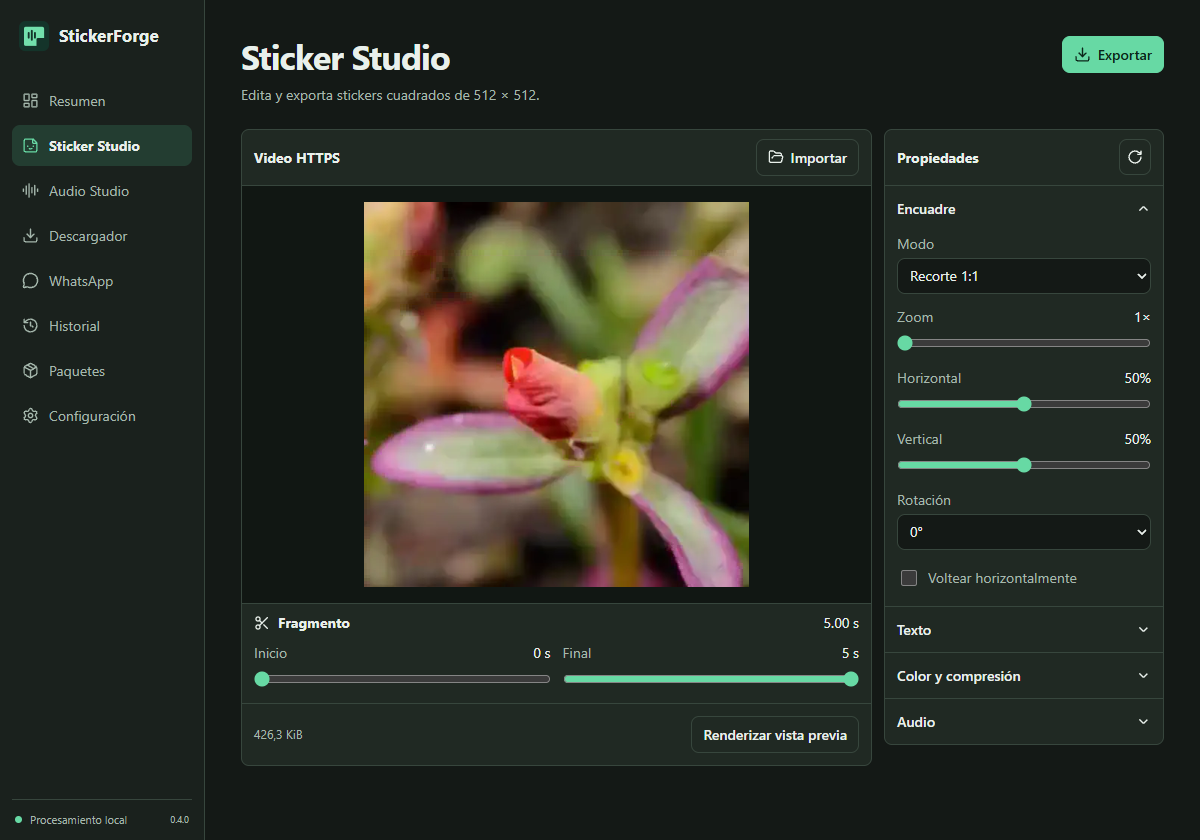 StickerForge
Resumen
Sticker Studio
Audio Studio
Descargador
WhatsApp
Historial
Paquetes
Configuración
Procesamiento local
0.4.0
Sticker Studio
Edita y exporta stickers cuadrados de 512 × 512.
Exportar
Video HTTPS
Importar
Fragmento
5.00 s
Inicio
0 s
Final
5 s
426,3 KiB
Renderizar vista previa
Propiedades
Encuadre
Modo
Recorte 1:1
Zoom
1×
Horizontal
50%
Vertical
50%
Rotación
0°
Voltear horizontalmente
Texto
Color y compresión
Audio